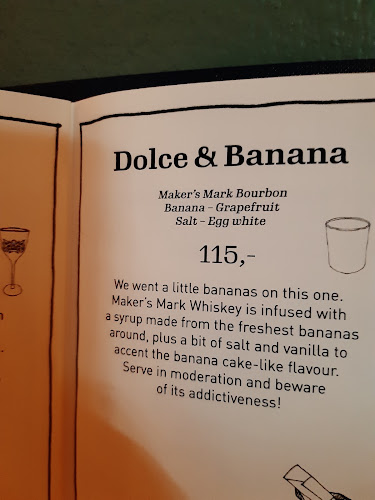 Dolce & Banana
Maker's Mark Bourbon
Banana – Grapefruit
Salt – Egg white
115,-
We went a little bananas on this one.
Maker's Mark Whiskey is infused with
a syrup made from the freshest bananas
around, plus a bit of salt and vanilla to
accent the banana cake-like flavour.
Serve in moderation and beware
of its addictiveness!